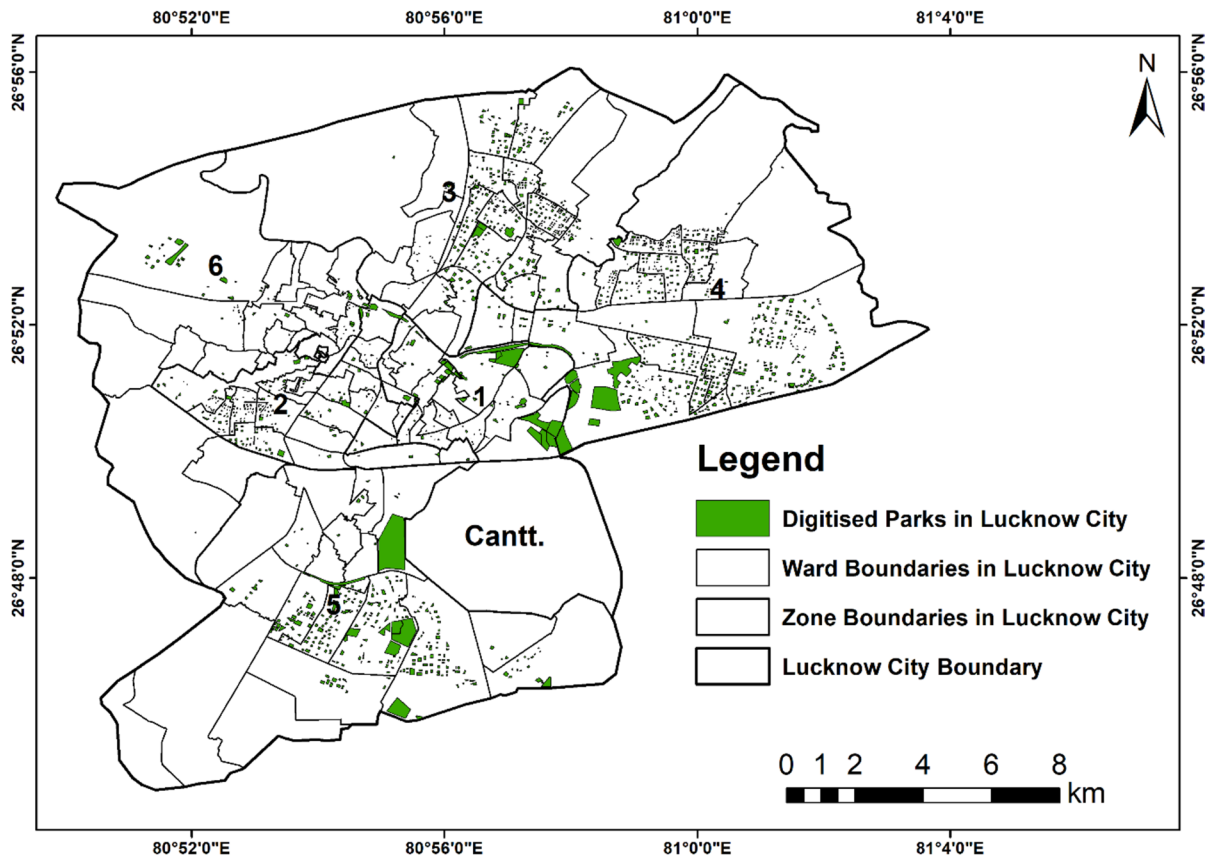 80°52'0"E 80°56'0"E 81°0'0"E 81°4'0"E
26°56'0"N 26°56'0"N
N
3
6
4
26°52'0"N 26°52'0"N
1
2
Legend
Digitised Parks in Lucknow City
Cantt.
Ward Boundaries in Lucknow City
26°48'0"N 26°48'0"N
5
Zone Boundaries in Lucknow City
Lucknow City Boundary
0 1 2 4 6 8
km
80°52'0"E 80°56'0"E 81°0'0"E 81°4'0"E